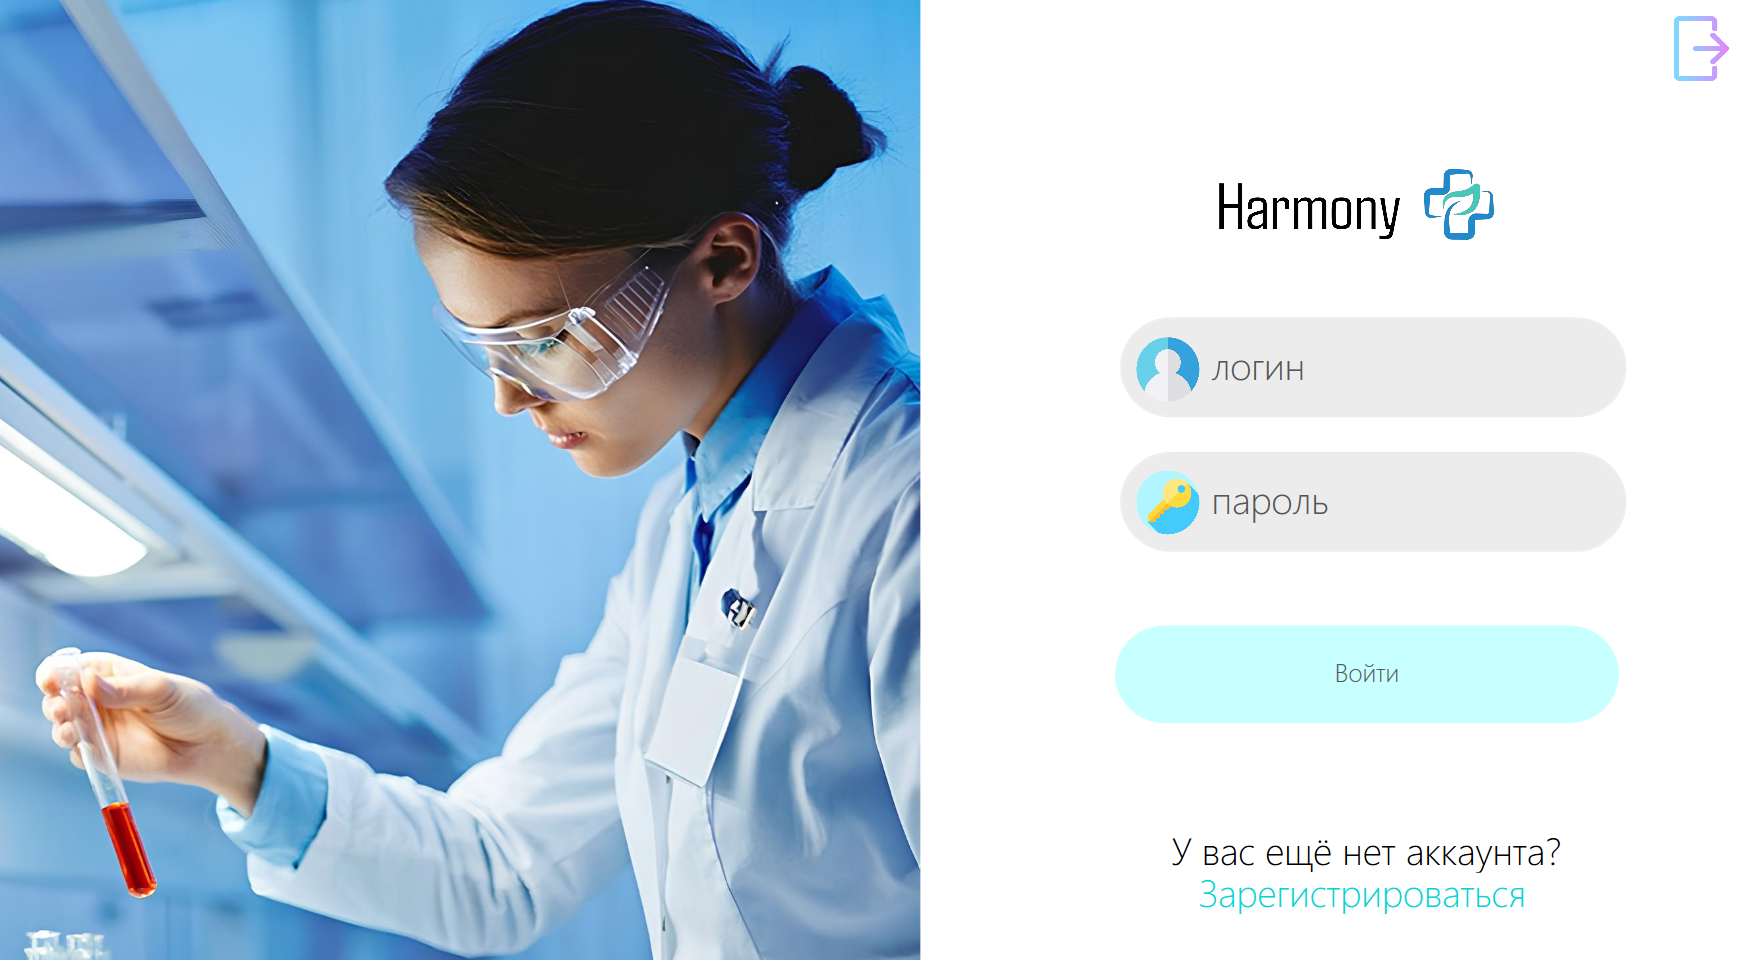 Harmony
логин
пароль
Войти
У вас ещё нет аккаунта?
Зарегистрироваться